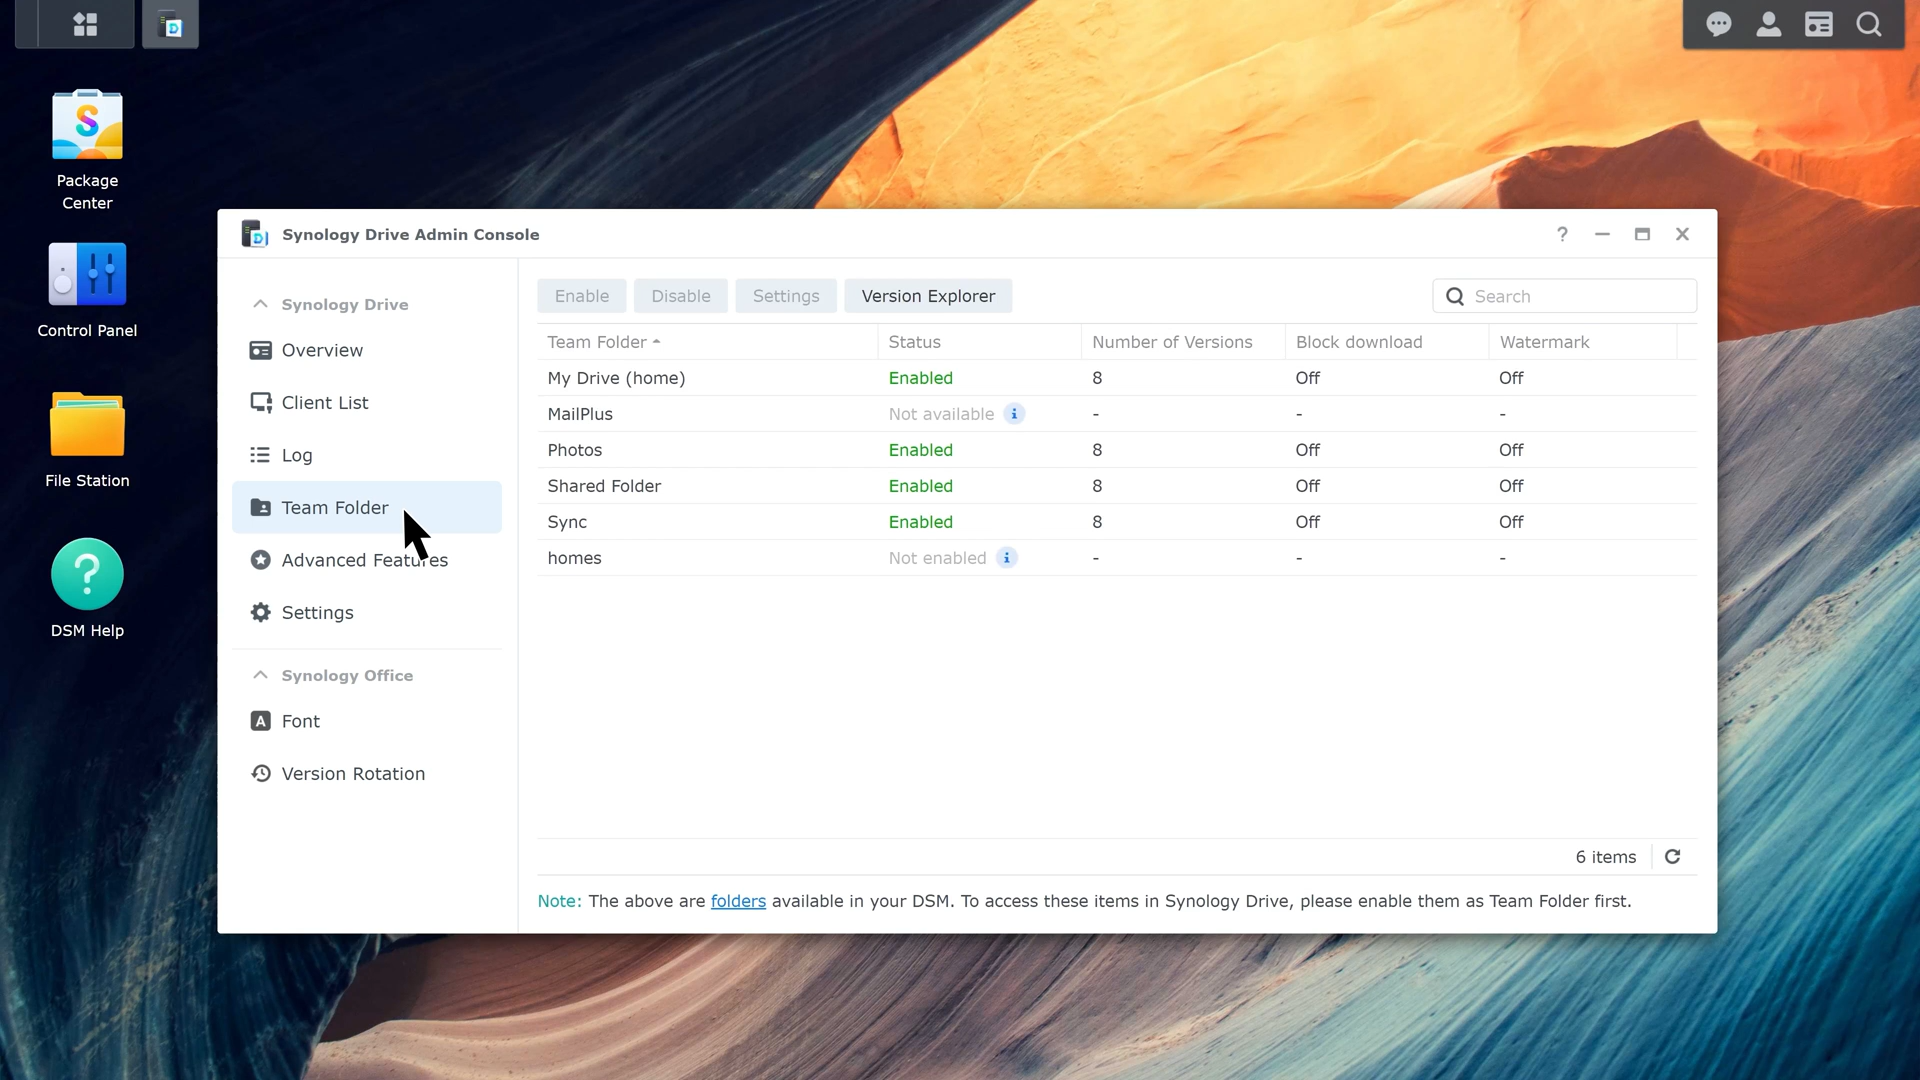 Package
Center
Control Panel
File Station
DSM Help
Synology Drive Admin Console
Synology Drive
Overview
Client List
Log
Team Folder
Advanced Features
Settings
Synology Office
Font
Version Rotation
Enable Disable Settings Version Explorer Search
Team Folder Status Number of Versions Block download Watermark
My Drive (home) Enabled 8 Off Off
MailPlus Not available - - -
Photos Enabled 8 Off Off
Shared Folder Enabled 8 Off Off
Sync Enabled 8 Off Off
homes Not enabled - - -
6 items
Note: The above are folders available in your DSM. To access these items in Synology Drive, please enable them as Team Folder first.